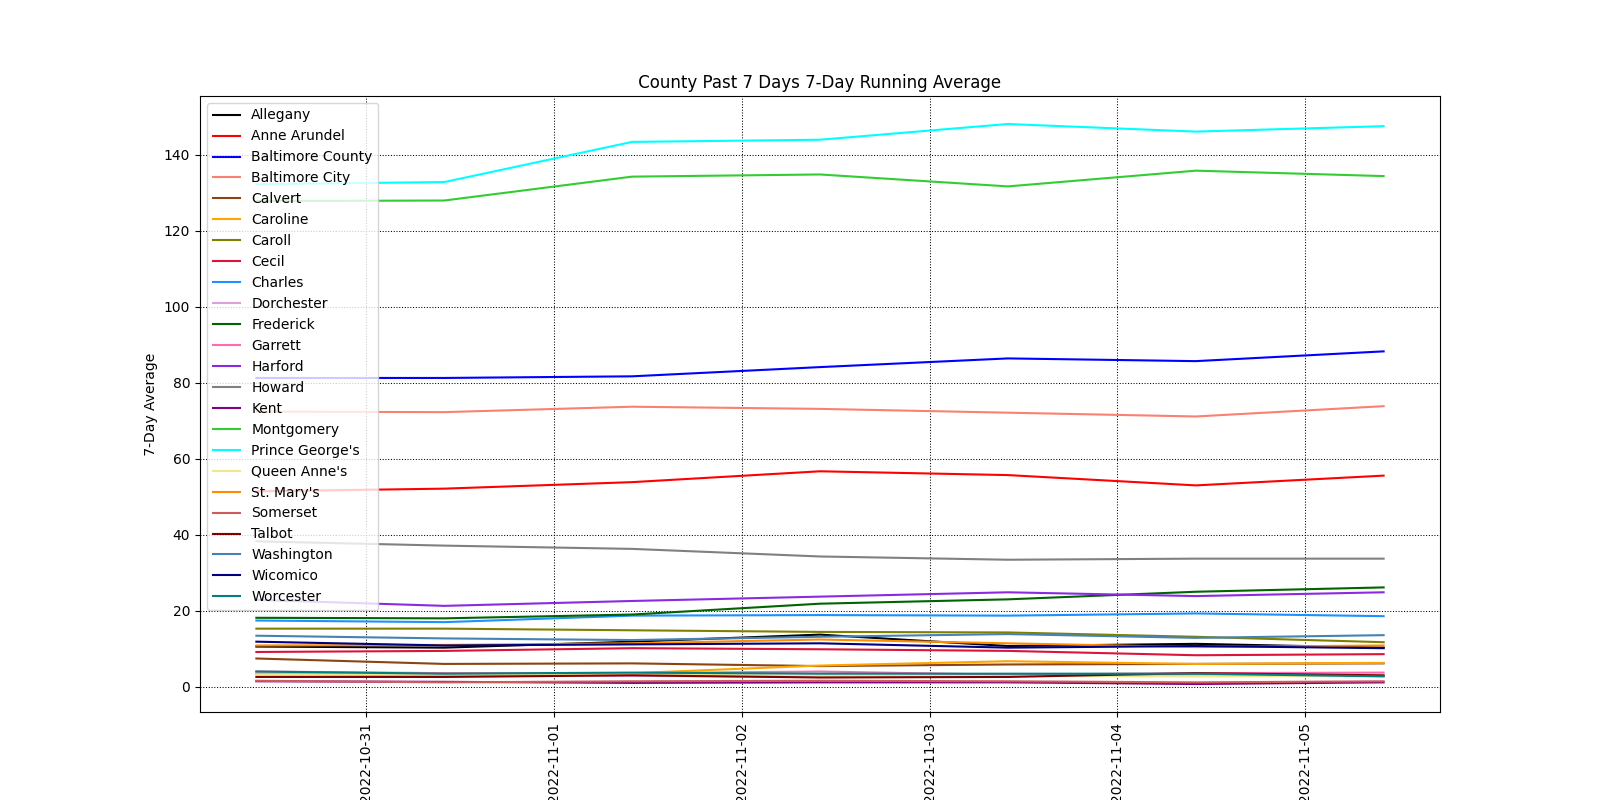 County Past 7 Days 7-Day Running Average
7-Day Average
140
120
100
80
60
40
20
0
Allegany
Anne Arundel
Baltimore County
Baltimore City
Calvert
Caroline
Caroll
Cecil
Charles
Dorchester
Frederick
Garrett
Harford
Howard
Kent
Montgomery
Prince George's
Queen Anne's
St. Mary's
Somerset
Talbot
Washington
Wicomico
Worcester
2022-10-31
2022-11-01
2022-11-02
2022-11-03
2022-11-04
2022-11-05